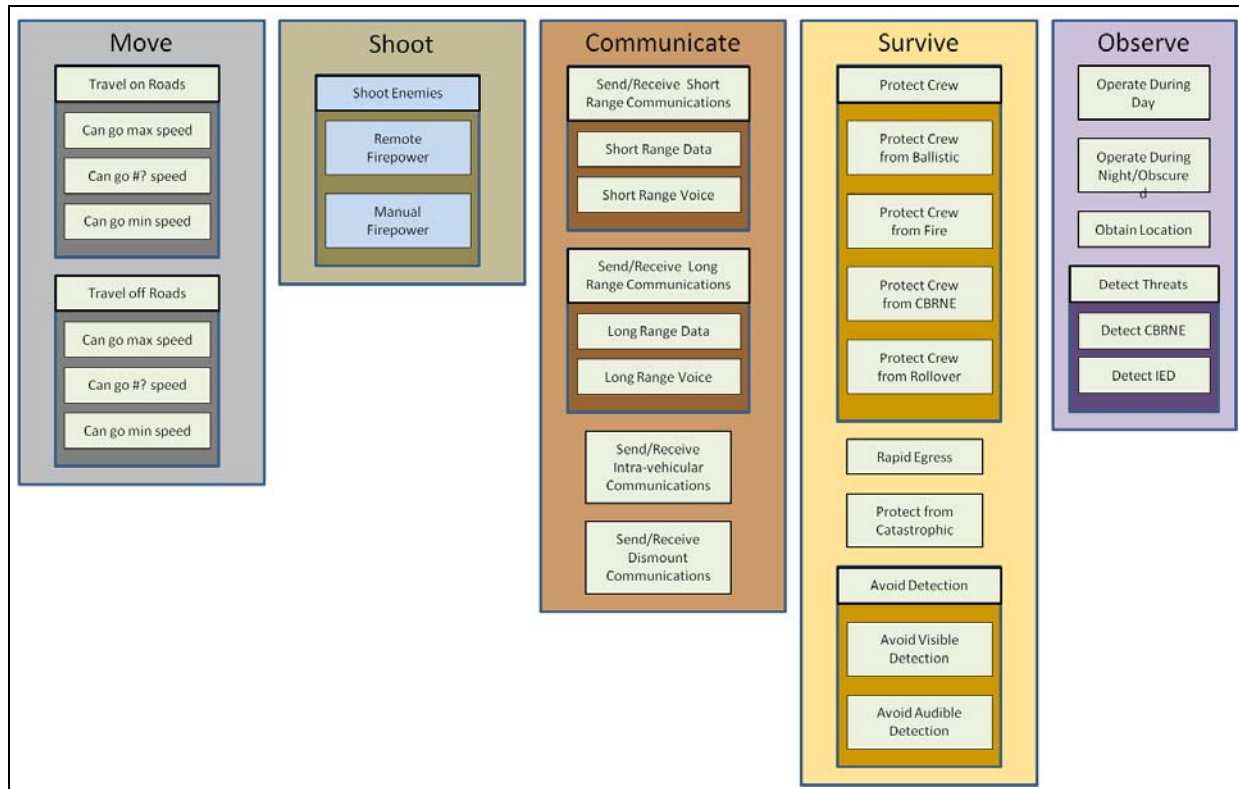 Move
Travel on Roads
Can go max speed
Can go #? speed
Can go min speed
Travel off Roads
Can go max speed
Can go #? speed
Can go min speed
Shoot
Shoot Enemies
Remote
Firepower
Manual
Firepower
Communicate
Send/Receive Short
Range Communications
Short Range Data
Short Range Voice
Send/Receive Long
Range Communications
Long Range Data
Long Range Voice
Send/Receive
Intra-vehicular
Communications
Send/Receive
Dismount
Communications
Survive
Protect Crew
Protect Crew
from Ballistic
Protect Crew
from Fire
Protect Crew
from CBRNE
Protect Crew
from Rollover
Rapid Egress
Protect from
Catastrophic
Avoid Detection
Avoid Visible
Detection
Avoid Audible
Detection
Observe
Operate During
Day
Operate During
Night/Obscure
d
Obtain Location
Detect Threats
Detect CBRNE
Detect IED